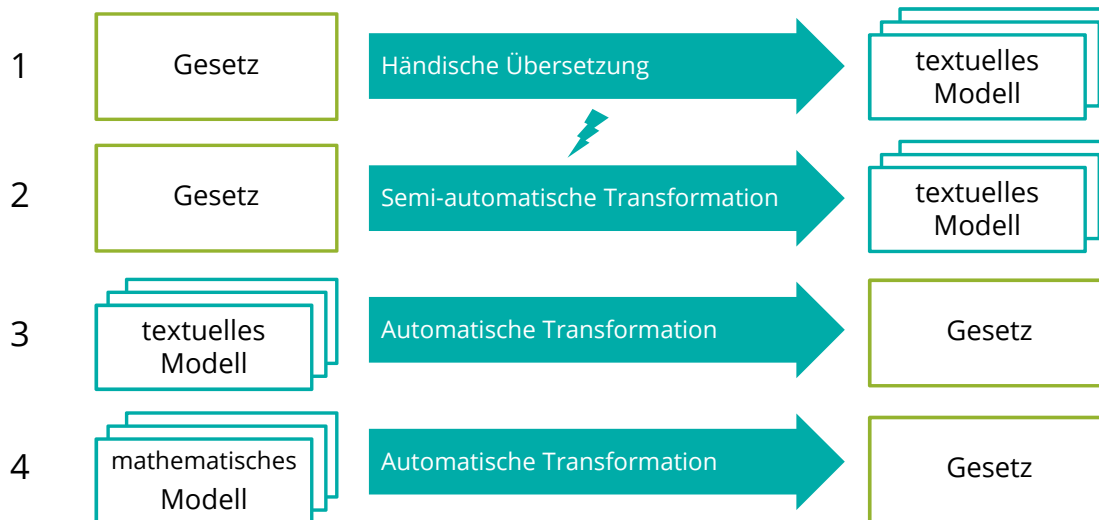 1
Gesetz
Händische Übersetzung
textuelles
Modell
2
Gesetz
Semi-automatische Transformation
textuelles
Modell
3
textuelles
Modell
Automatische Transformation
Gesetz
4
mathematisches
Modell
Automatische Transformation
Gesetz